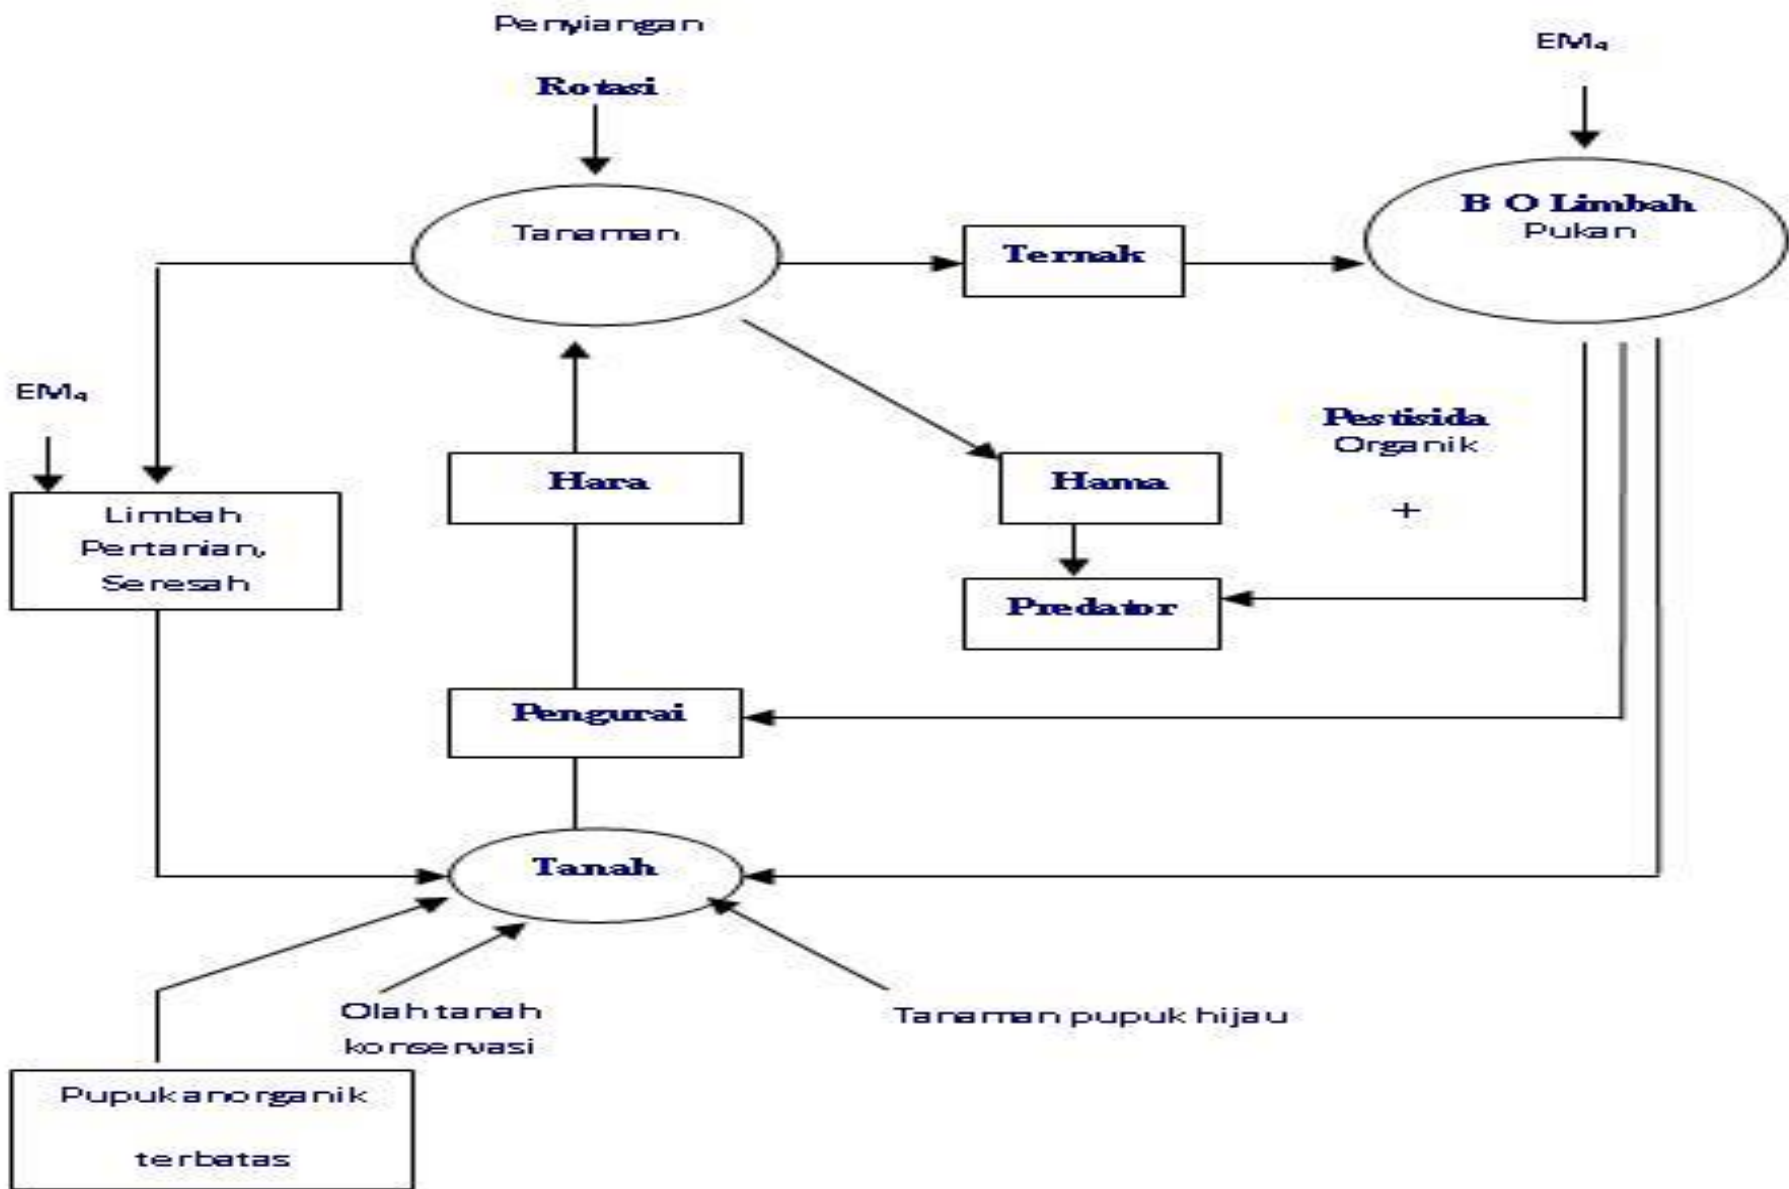 Penyiangan
Rotasi
EM₄
Tanaman
Ternak
B O Limbah
Pukan
EM₄
Hara
Hama
Pestisida
Organik
+
Limbah
Pertanian,
Seresah
Predator
Pengurai
Tanah
Olah tanah
konservasi
Tanaman pupuk hijau
Pupuk anorganik
terbatas